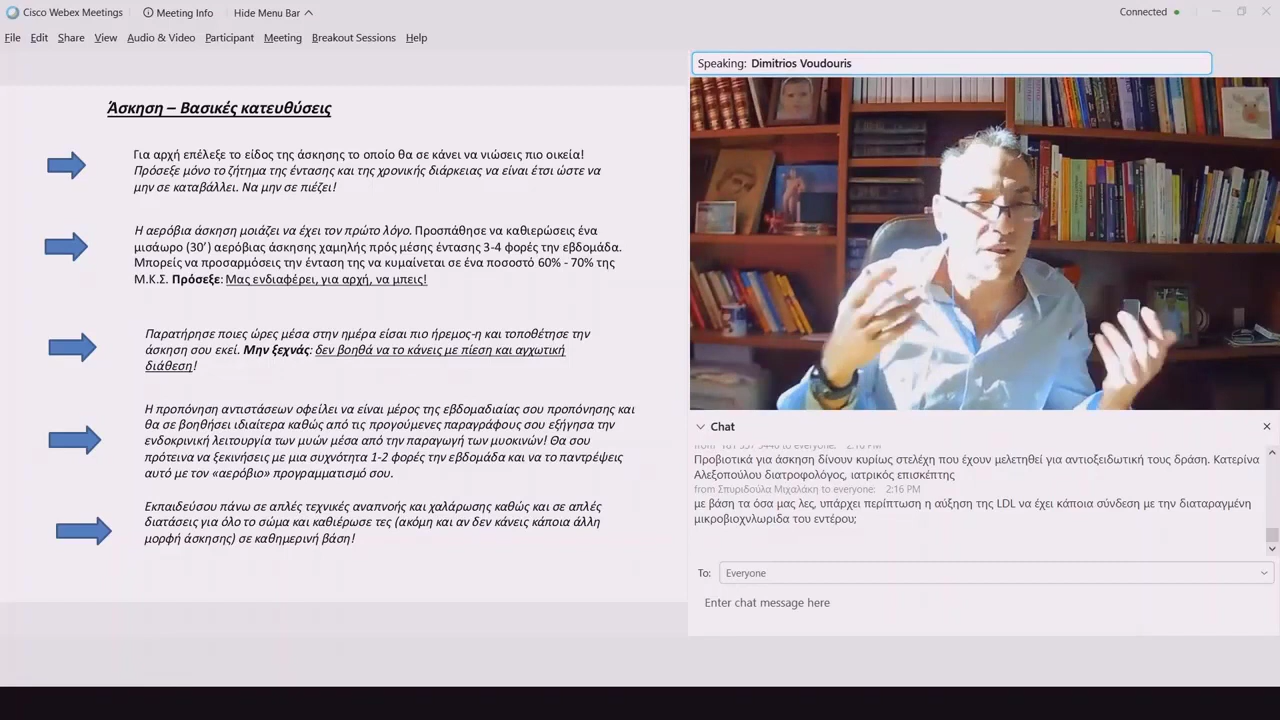 Cisco Webex Meetings
Meeting Info
Hide Menu Bar
Connected
File Edit Share View Audio & Video Participant Meeting Breakout Sessions Help
Άσκηση – Βασικές κατευθύσεις
Για αρχή επέλεξε το είδος της άσκησης το οποίο θα σε κάνει να νιώσεις πιο οικεία!
Πρόσεξε μόνο το ζήτημα της έντασης και της χρονικής διάρκειας να είναι έτσι ώστε να
μην σε καταβάλλει. Να μην σε πιέζει!
Η αερόβια άσκηση μοιάζει να έχει τον πρώτο λόγο. Προσπάθησε να καθιερώσεις ένα
μισάωρο (30’) αερόβιας άσκησης χαμηλής πρός μέσης έντασης 3-4 φορές την εβδομάδα.
Μπορείς να προσαρμόσεις την ένταση της να κυμαίνεται σε ένα ποσοστό 60% - 70% της
Μ.Κ.Σ. Πρόσεξε: Μας ενδιαφέρει, για αρχή, να μπεις!
Παρατήρησε ποιες ώρες μέσα στην ημέρα είσαι πιο ήρεμος-η και τοποθέτησε την
άσκηση σου εκεί. Μην ξεχνάς: δεν βοηθά να το κάνεις με πίεση και αγχωτική
διάθεση!
Η προπόνηση αντιστάσεων οφείλει να είναι μέρος της εβδομαδιαίας σου προπόνησης και
θα σε βοηθήσει ιδιαίτερα καθώς από τις προγούμενες παραγράφους σου εξήγησα την
ενδοκρινική λειτουργία των μυών μέσα από την παραγωγή των μυοκινών! Θα σου
πρότεινα να ξεκινήσεις με μια συχνότητα 1-2 φορές την εβδομάδα και να το παντρέψεις
αυτό με τον «αερόβιο» προγραμματισμό σου.
Εκπαιδεύσου πάνω σε απλές τεχνικές αναπνοής και χαλάρωσης καθώς και σε απλές
διατάσεις για όλο το σώμα και καθιέρωσε τες (ακόμη και αν δεν κάνεις κάποια άλλη
μορφή άσκησης) σε καθημερινή βάση!
Speaking: Dimitrios Voudouris
Chat
to everyone: 2:16 PM
Προβιοτικά για άσκηση δίνουν κυρίως στελέχη που έχουν μελετηθεί για αντιοξειδωτική τους δράση. Κατερίνα
Αλεξοπούλου διατροφολόγος, ιατρικός επισκέπτης
from Σπυριδούλα Μιχαλάκη to everyone: 2:16 PM
με βάση τα όσα μας λες, υπάρχει περίπτωση η αύξηση της LDL να έχει κάποια σύνδεση με την διαταραγμένη
μικροβιοχνλωριδα του εντέρου;
To: Everyone
Enter chat message here